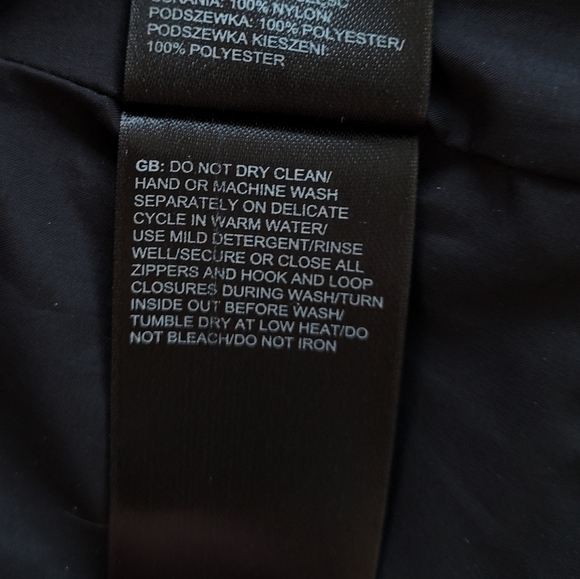 100% NYLON/
PODSZEWKA: 100% POLYESTER/
PODSZEWKA KIESZENI
100% POLYESTER
GB: DO NOT DRY CLEAN/
HAND OR MACHINE WASH
SEPARATELY ON DELICATE
CYCLE IN WARM WATER/
USE MILD DETERGENT/RINSE
WELL/SECURE OR CLOSE ALL
ZIPPERS AND HOOK AND LOOP
CLOSURES DURING WASH/TURN
INSIDE OUT BEFORE WASH/
TUMBLE DRY AT LOW HEAT/DO
NOT BLEACH/DO NOT IRON